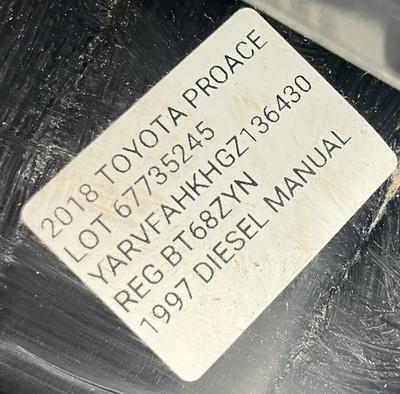 2018 TOYOTA PROACE
LOT 67735245
YARVFAHKHGZ136430
REG BT68ZYN
1997 DIESEL MANUAL